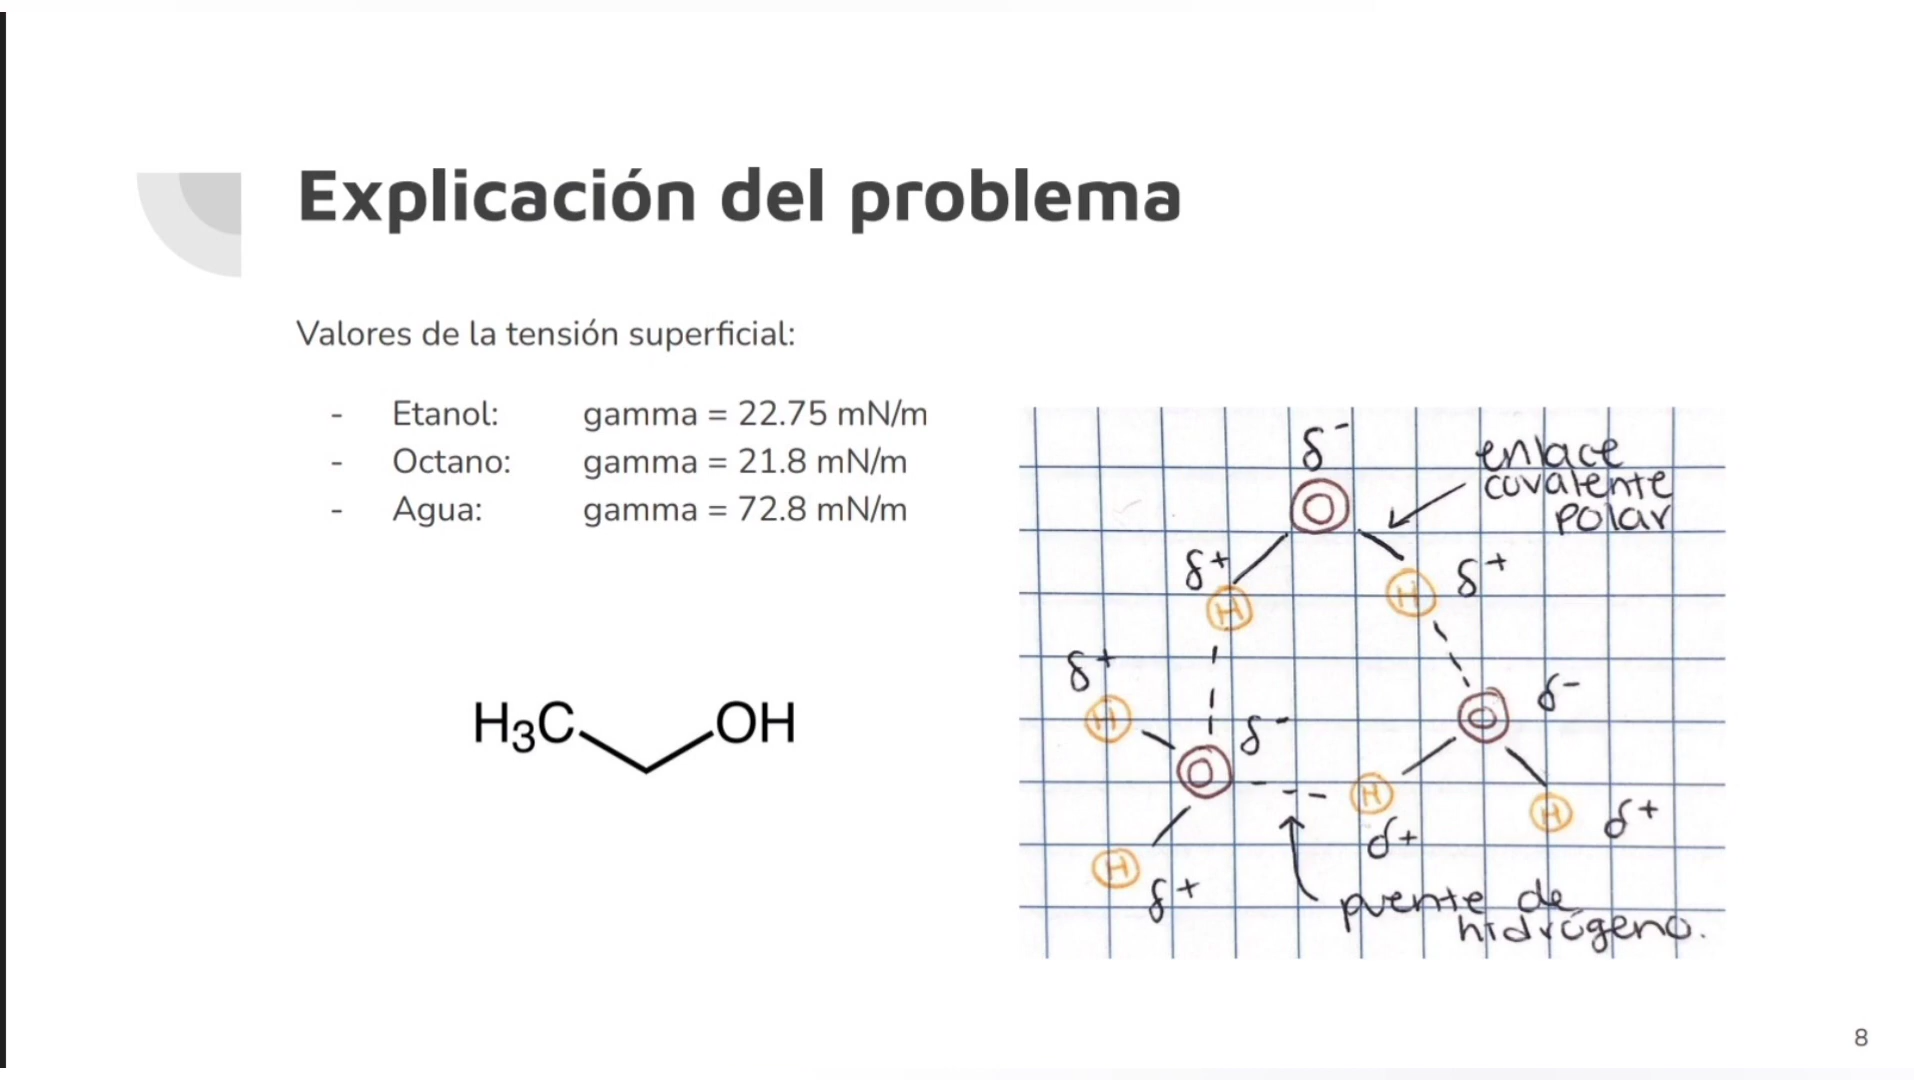 Explicación del problema
Valores de la tensión superficial:
- Etanol: gamma = 22.75 mN/m
- Octano: gamma = 21.8 mN/m
- Agua: gamma = 72.8 mN/m
H₃C OH
δ-
enlace
covalente
polar
O
δ+
H
H
δ+
δ+
H
O
δ-
O
δ-
H
δ+
H
δ+
H
δ+
puente de
hidrógeno.
8